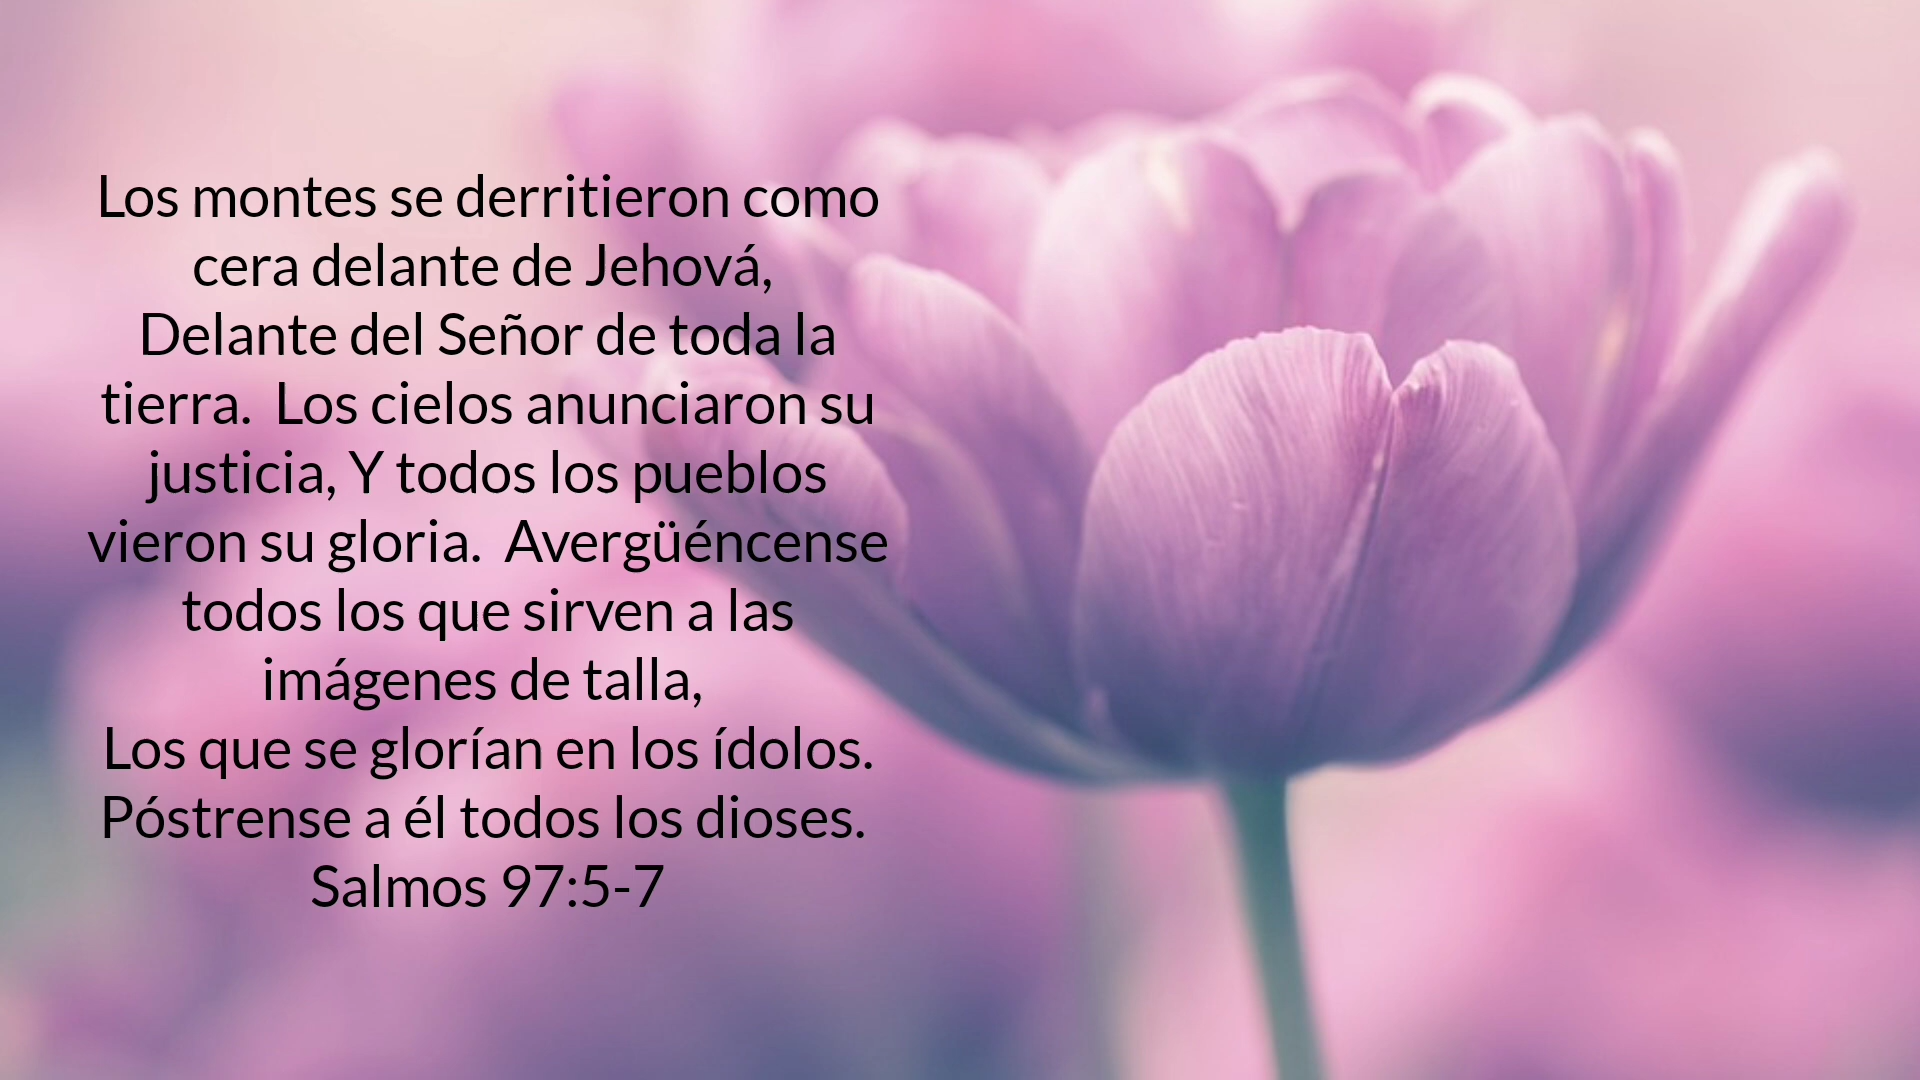 Los montes se derritieron como
cera delante de Jehová,
Delante del Señor de toda la
tierra.  Los cielos anunciaron su
justicia, Y todos los pueblos
vieron su gloria.  Avergüéncense
todos los que sirven a las
imágenes de talla,
Los que se glorían en los ídolos.
Póstrense a él todos los dioses.
Salmos 97:5-7